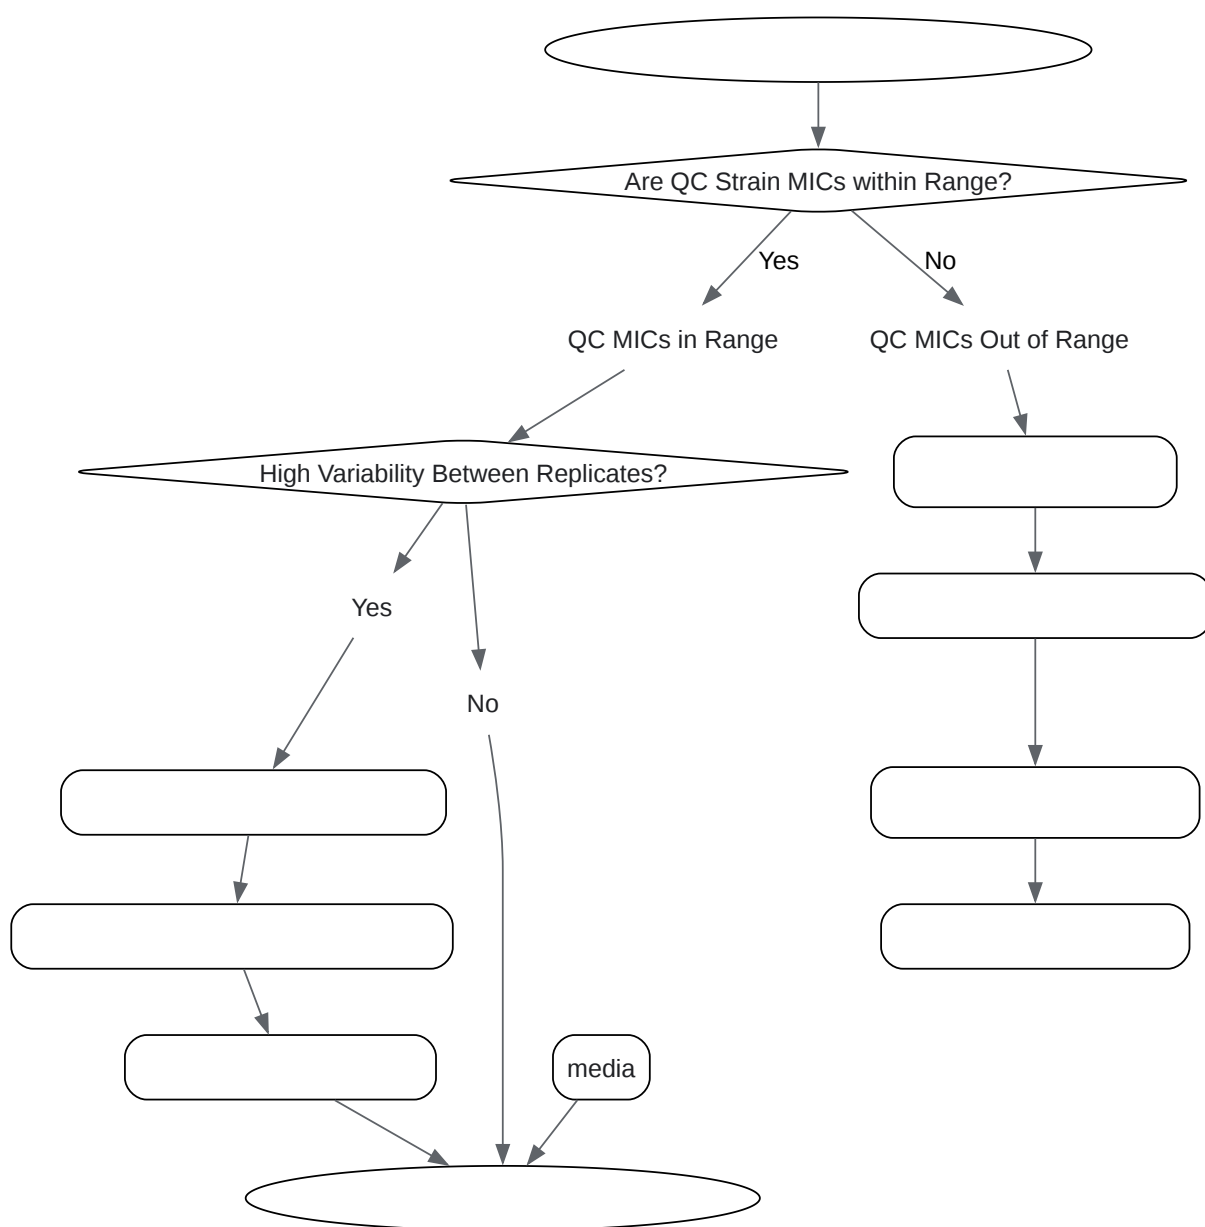 Are QC Strain MICs within Range?
Yes
No
QC MICs in Range
QC MICs Out of Range
High Variability Between Replicates?
Yes
No
media